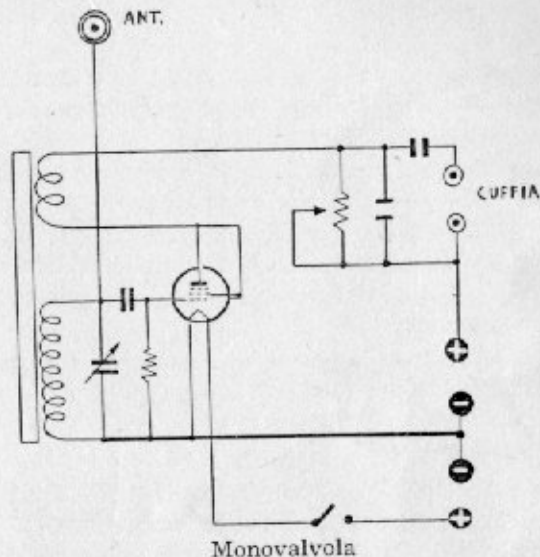 ANT.
CUFFIA
+
-
-
+
Monovalvola